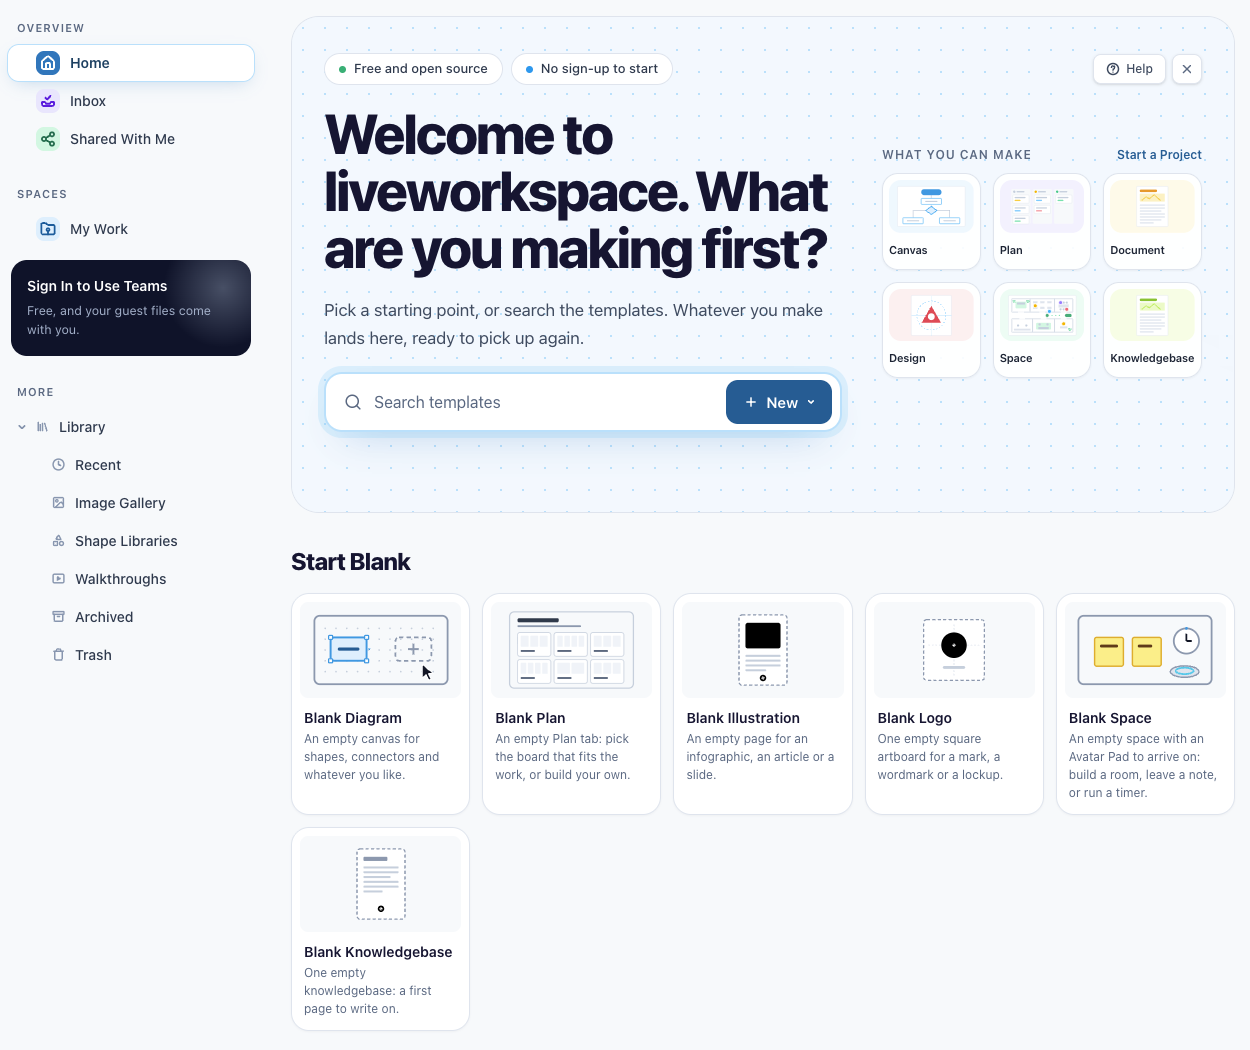 OVERVIEW
Home
Inbox
Shared With Me
SPACES
My Work
Sign In to Use Teams
Free, and your guest files come
with you.
MORE
Library
Recent
Image Gallery
Shape Libraries
Walkthroughs
Archived
Trash
Free and open source
No sign-up to start
Help
Welcome to
liveworkspace. What
are you making first?
Pick a starting point, or search the templates. Whatever you make
lands here, ready to pick up again.
Search templates
New
WHAT YOU CAN MAKE
Start a Project
Canvas
Plan
Document
Design
Space
Knowledgebase
Start Blank
Blank Diagram
An empty canvas for
shapes, connectors and
whatever you like.
Blank Plan
An empty Plan tab: pick
the board that fits the
work, or build your own.
Blank Illustration
An empty page for an
infographic, an article or a
slide.
Blank Logo
One empty square
artboard for a mark, a
wordmark or a lockup.
Blank Space
An empty space with an
Avatar Pad to arrive on:
build a room, leave a note,
or run a timer.
Blank Knowledgebase
One empty
knowledgebase: a first
page to write on.